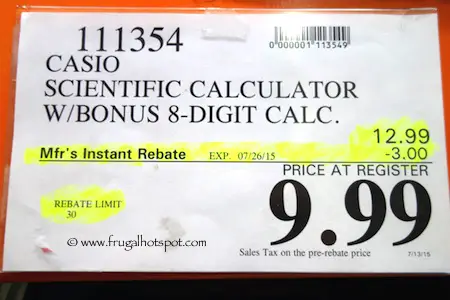 111354
0000001113549
CASIO
SCIENTIFIC CALCULATOR
W/BONUS 8-DIGIT CALC.
12.99
Mfr's Instant Rebate EXP. 07/26/15 -3.00
PRICE AT REGISTER
REBATE LIMIT
30
9.99
© www.frugalhotspot.com
Sales Tax on the pre-rebate price 7/13/15